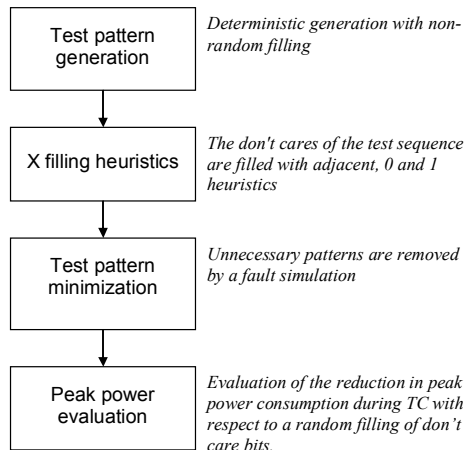 Test pattern
generation
Deterministic generation with non-
random filling
X filling heuristics
The don't cares of the test sequence
are filled with adjacent, 0 and 1
heuristics
Test pattern
minimization
Unnecessary patterns are removed
by a fault simulation
Peak power
evaluation
Evaluation of the reduction in peak
power consumption during TC with
respect to a random filling of don’t
care bits.